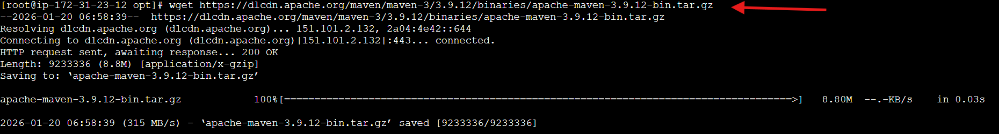 [root@ip-172-31-23-12 opt]# wget https://dlcdn.apache.org/maven/maven-3/3.9.12/binaries/apache-maven-3.9.12-bin.tar.gz
--2026-01-20 06:58:39--  https://dlcdn.apache.org/maven/maven-3/3.9.12/binaries/apache-maven-3.9.12-bin.tar.gz
Resolving dlcdn.apache.org (dlcdn.apache.org)... 151.101.2.132, 2a04:4e42::644
Connecting to dlcdn.apache.org (dlcdn.apache.org)|151.101.2.132|:443... connected.
HTTP request sent, awaiting response... 200 OK
Length: 9233336 (8.8M) [application/x-gzip]
Saving to: ‘apache-maven-3.9.12-bin.tar.gz’
apache-maven-3.9.12-bin.tar.gz            100%[====================================================================================>]   8.80M  --.-KB/s    in 0.03s
2026-01-20 06:58:39 (315 MB/s) - ‘apache-maven-3.9.12-bin.tar.gz’ saved [9233336/9233336]